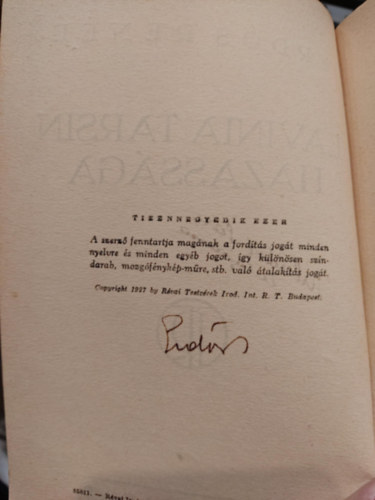 TIZENNEGYEDIK EZER
A szerző fenntartja magának a fordítás jogát minden
nyelvre és minden egyéb jogot, így különösen szín-
darab, mozgófénykép-műre, stb. való átalakítás jogát.
Copyright 1927 by Révai Testvérek Irod. Int. R. T. Budapest.
Erdős